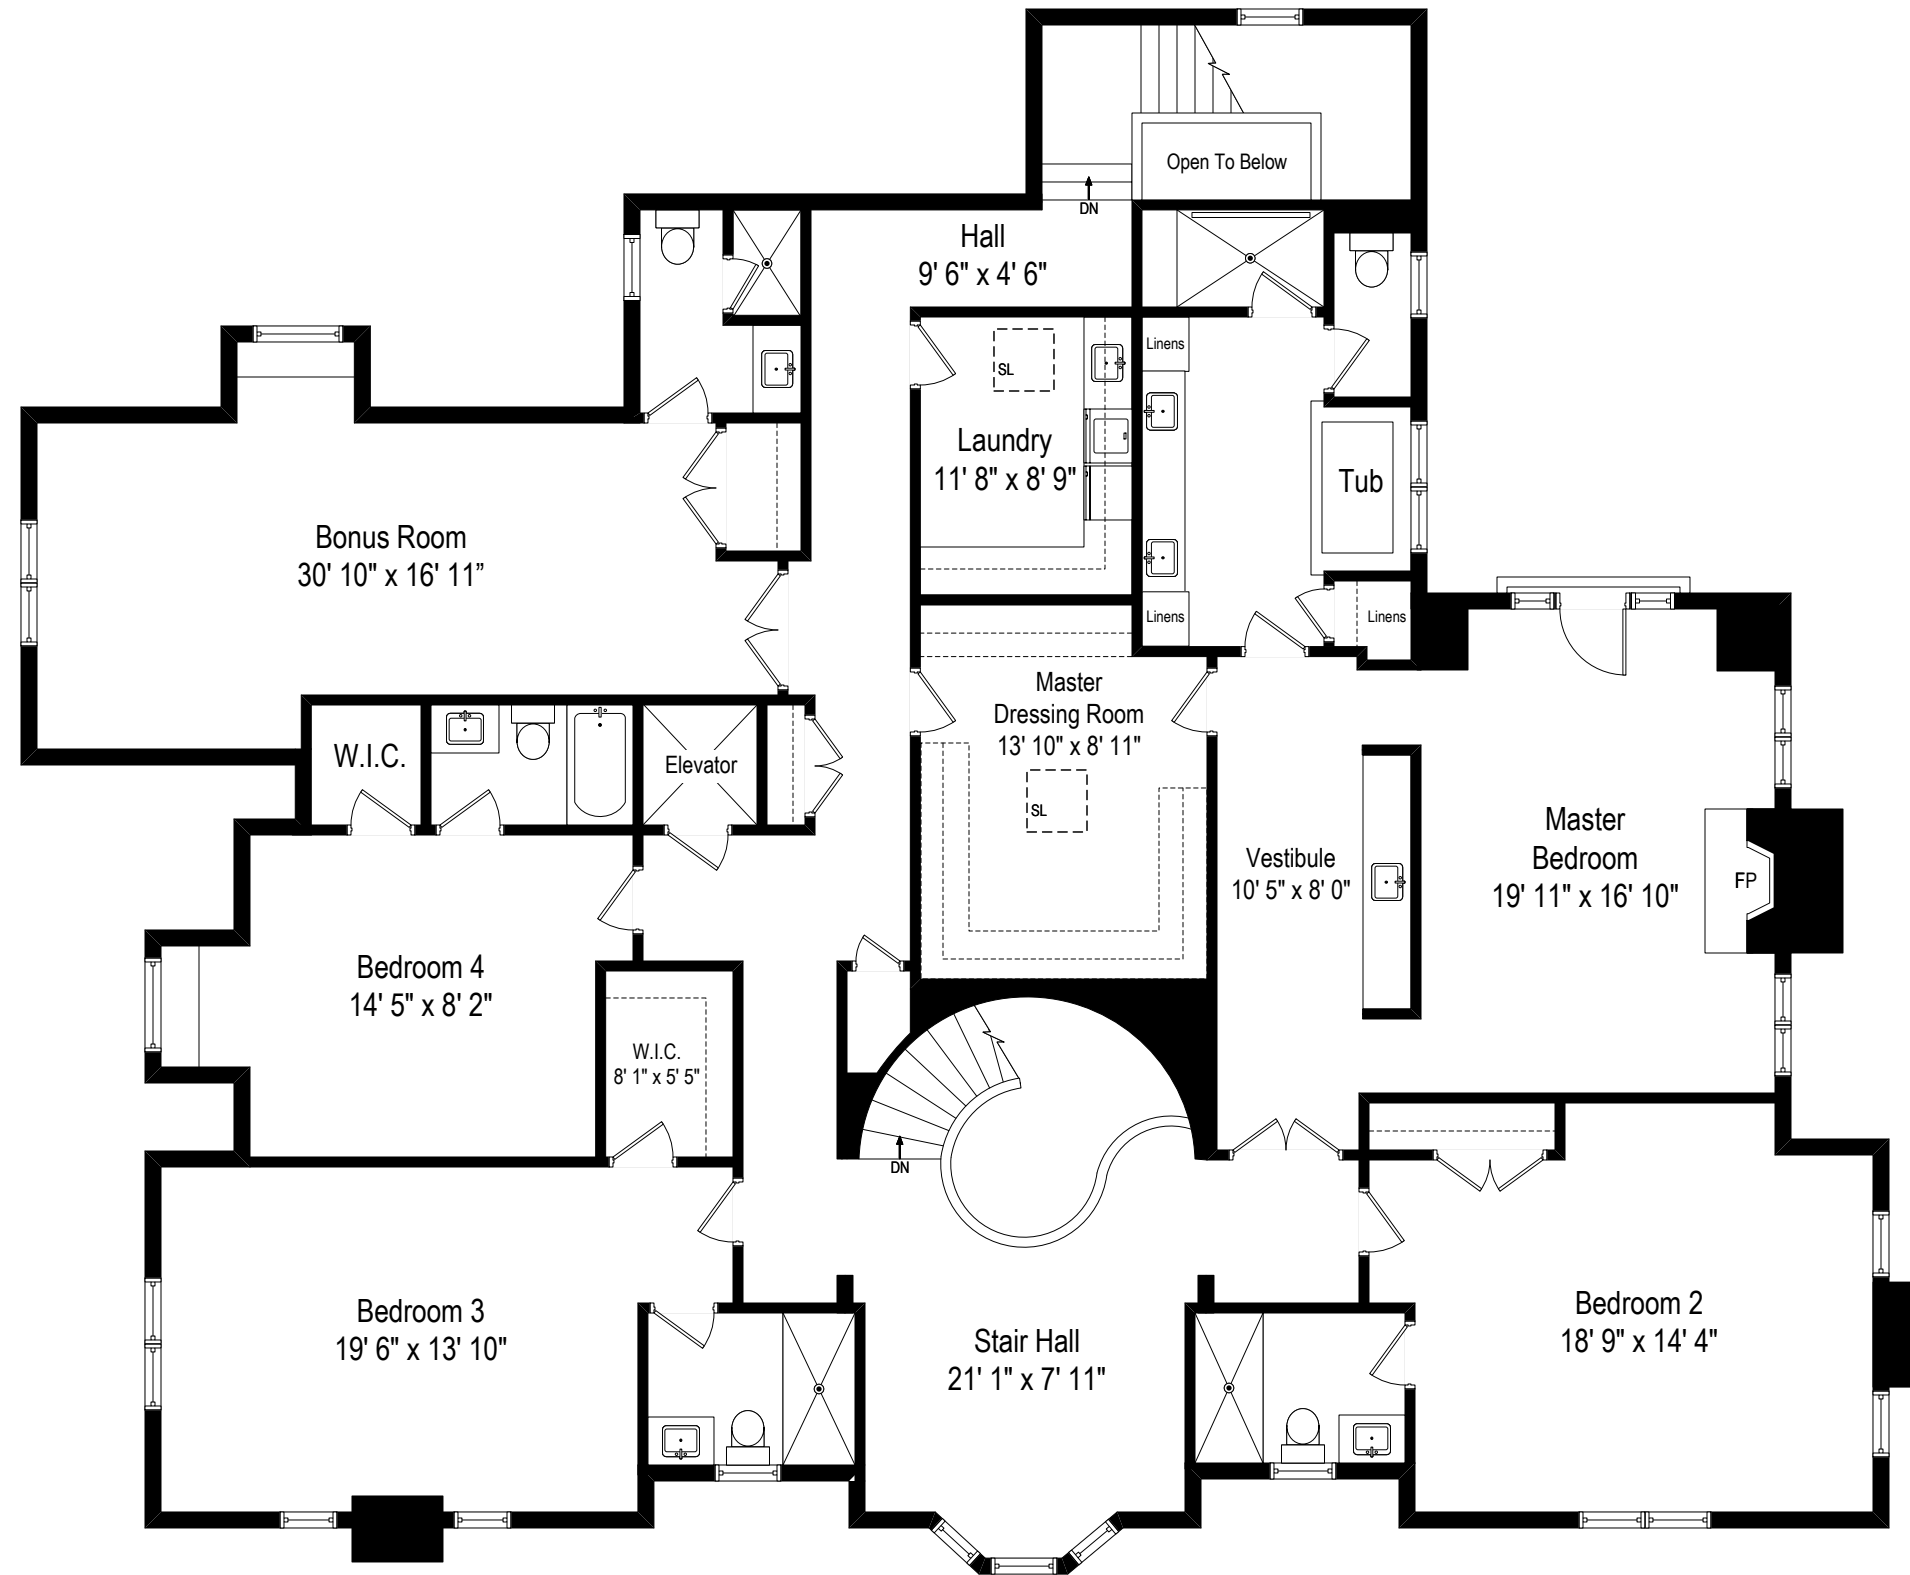 Open To Below
DN
Hall
9' 6" x 4' 6"
Linens
SL
Laundry
11' 8" x 8' 9"
Tub
Bonus Room
30' 10" x 16' 11”
Linens
Linens
Master
Dressing Room
13' 10" x 8' 11"
SL
W.I.C.
Elevator
Master
Bedroom
19' 11" x 16' 10"
FP
Vestibule
10' 5" x 8' 0"
Bedroom 4
14' 5" x 8' 2"
W.I.C.
8' 1" x 5' 5"
DN
Bedroom 3
19' 6" x 13' 10"
Stair Hall
21' 1" x 7' 11"
Bedroom 2
18' 9" x 14' 4"